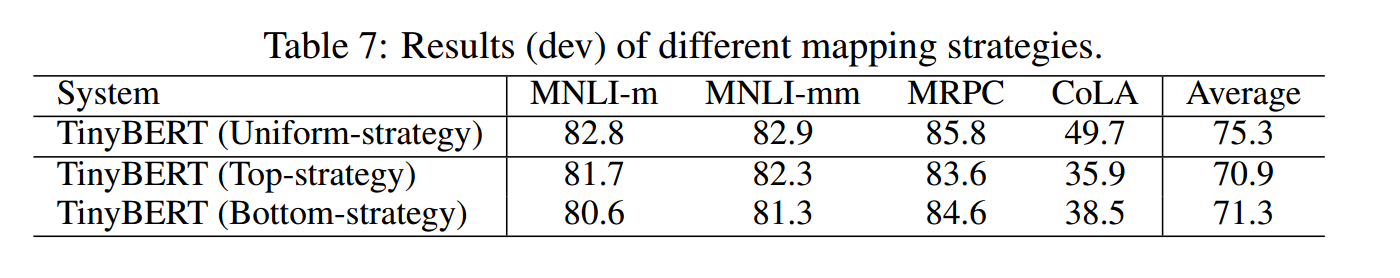 Table 7: Results (dev) of different mapping strategies.
System MNLI-m MNLI-mm MRPC CoLA Average
TinyBERT (Uniform-strategy) 82.8 82.9 85.8 49.7 75.3
TinyBERT (Top-strategy) 81.7 82.3 83.6 35.9 70.9
TinyBERT (Bottom-strategy) 80.6 81.3 84.6 38.5 71.3